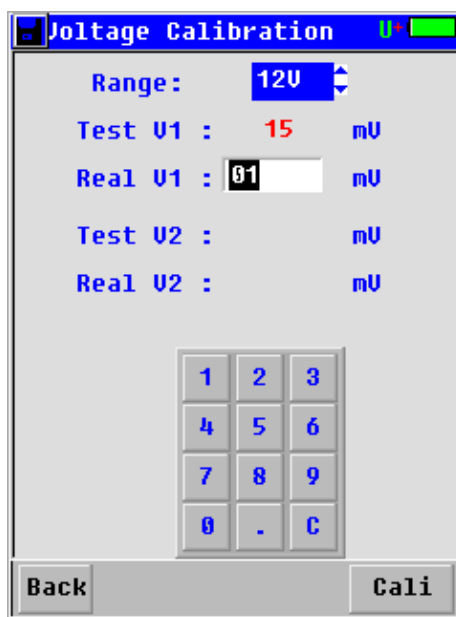 Voltage Calibration U+
Range: 12V
Test V1 : 15 mV
Real V1 : 01 mV
Test V2 : mV
Real V2 : mV
1 2 3
4 5 6
7 8 9
0 . C
Back Cali